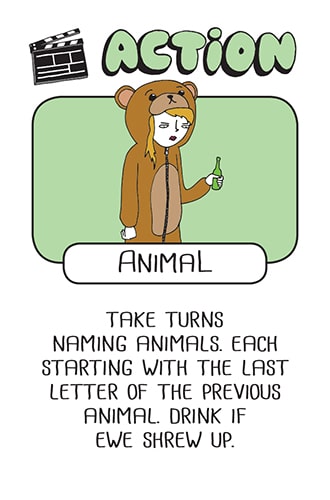 ACTION
ANIMAL
TAKE TURNS
NAMING ANIMALS. EACH
STARTING WITH THE LAST
LETTER OF THE PREVIOUS
ANIMAL. DRINK IF
EWE SHREW UP.